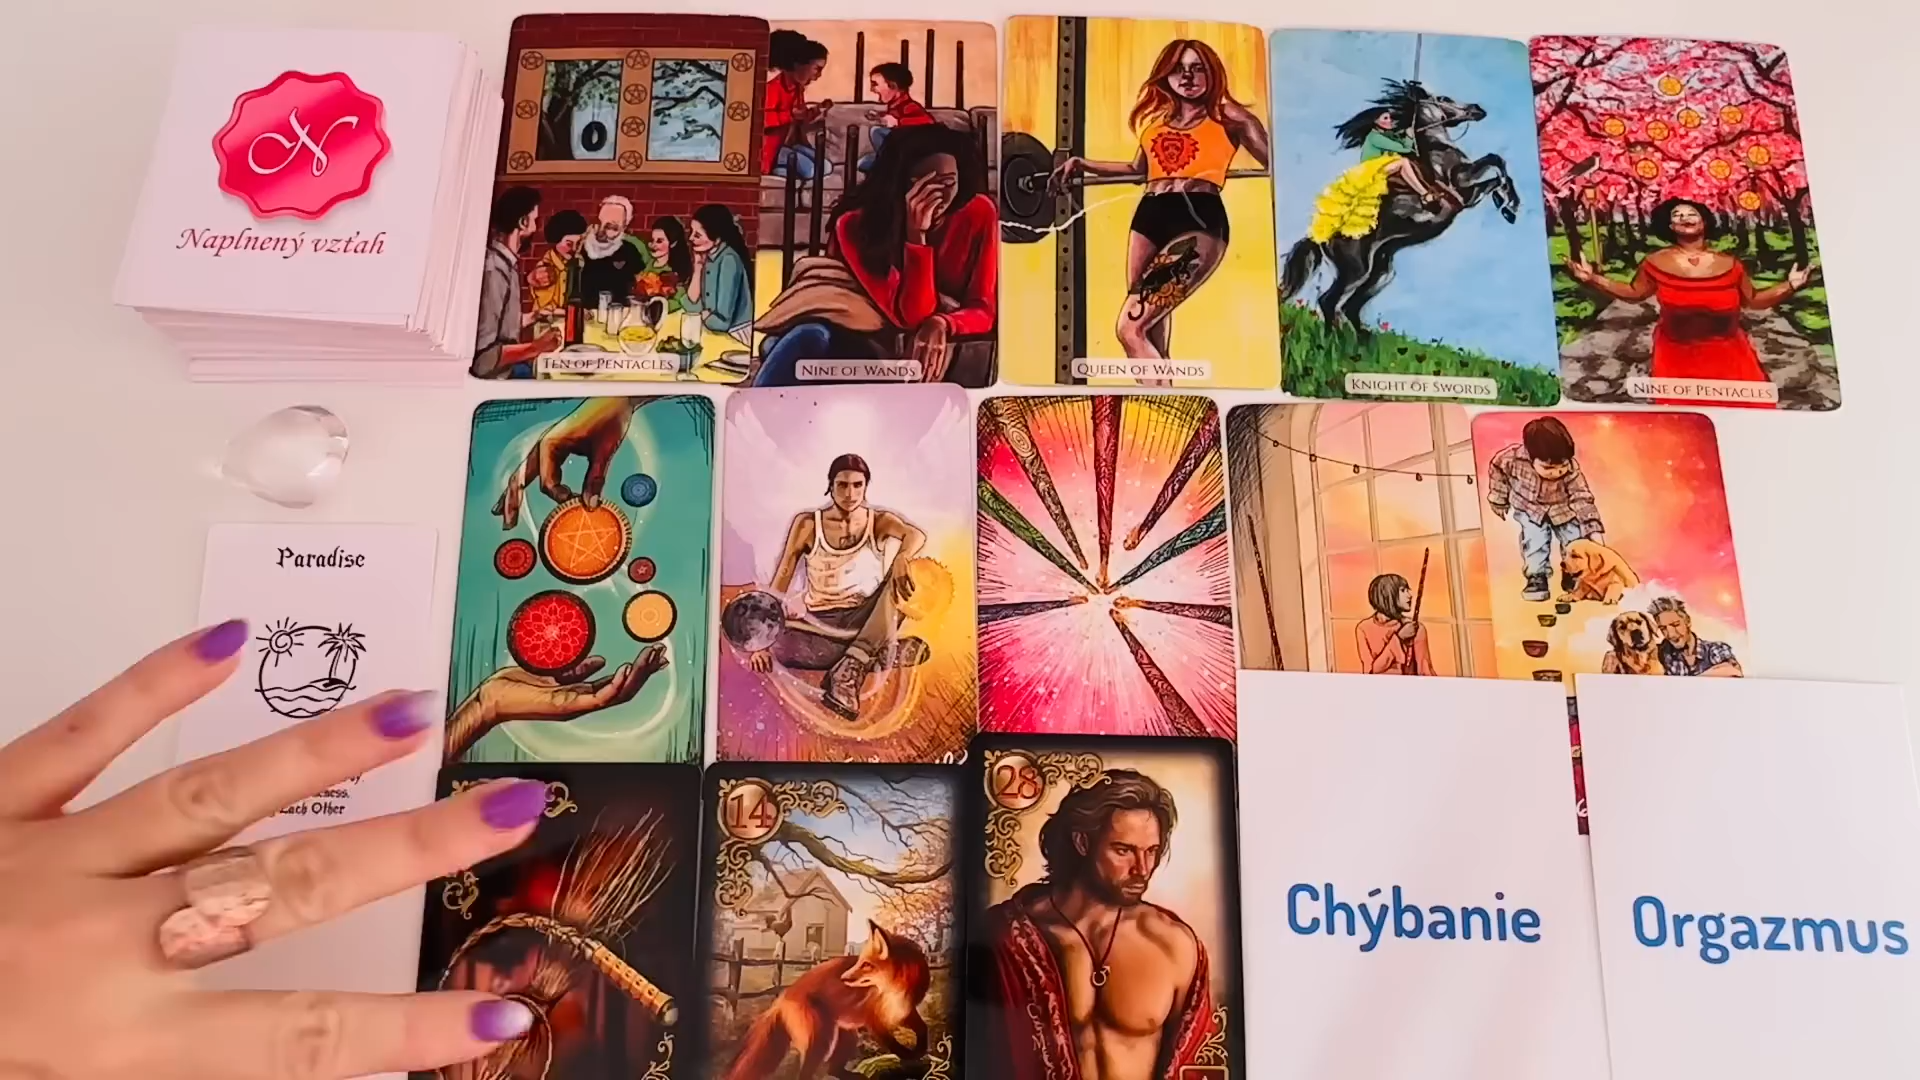 N
Naplnený vzťah
TEN OF PENTACLES
NINE OF WANDS
QUEEN OF WANDS
KNIGHT OF SWORDS
NINE OF PENTACLES
Paradise
Each Other
14
28
Chýbanie
Orgazmus